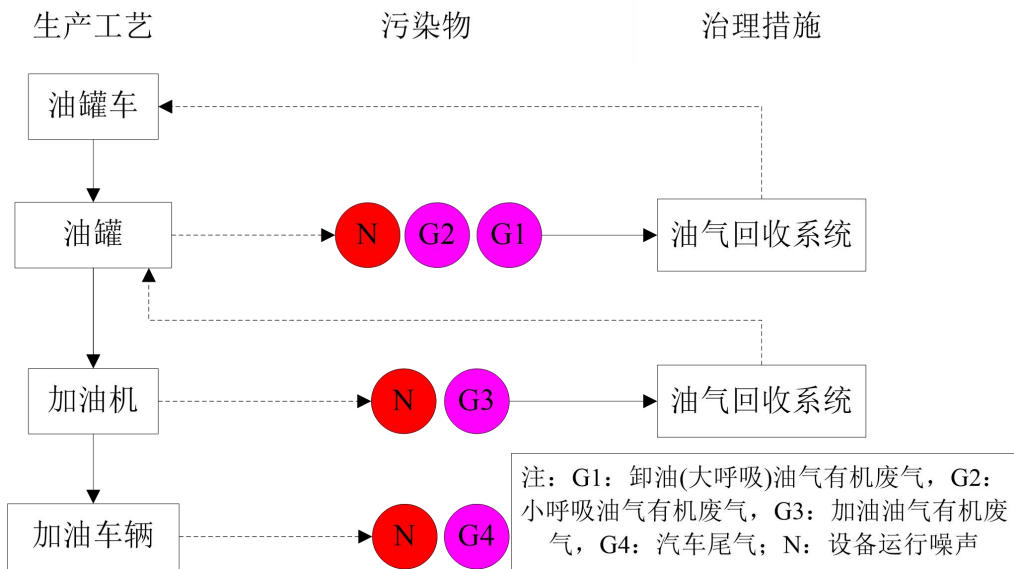 生产工艺 污染物 治理措施
油罐车
油罐 N G2 G1 油气回收系统
加油机 N G3 油气回收系统
加油车辆 N G4
注：G1：卸油(大呼吸)油气有机废气，G2：
小呼吸油气有机废气，G3：加油油气有机废
气，G4：汽车尾气；N：设备运行噪声